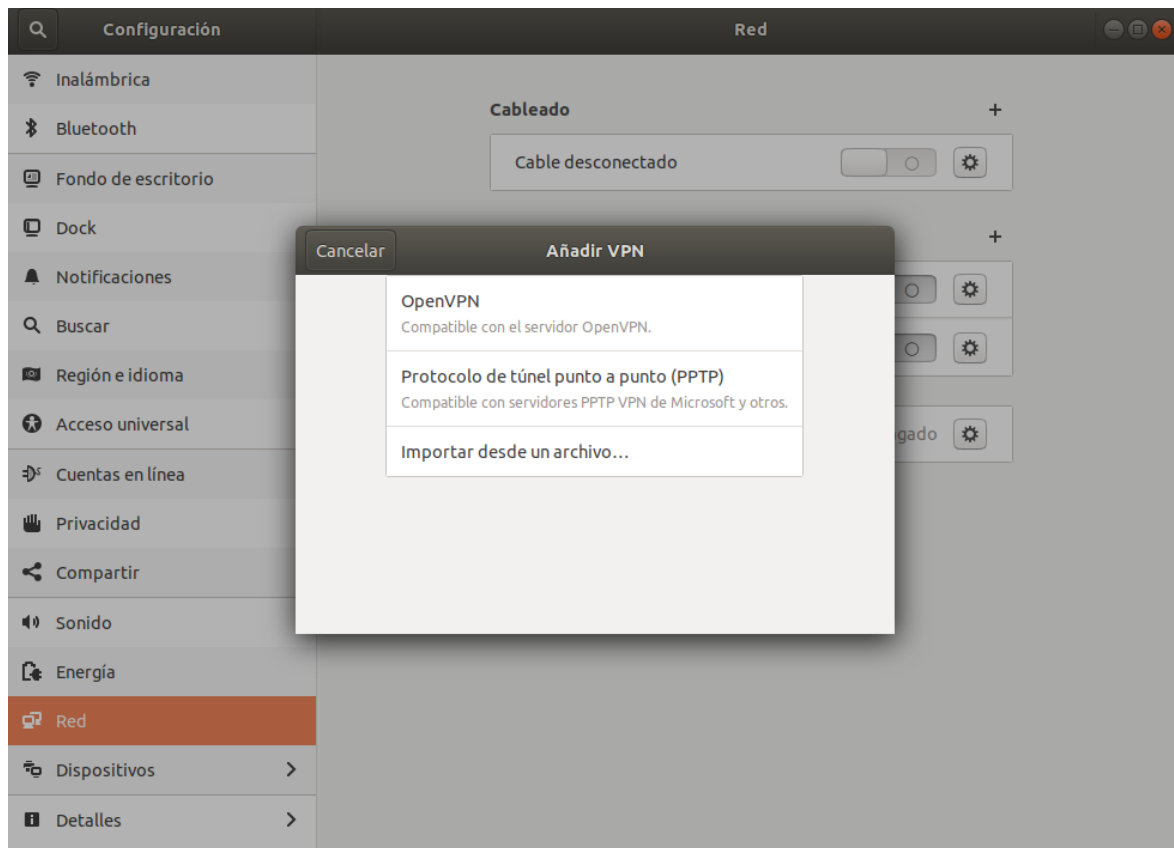 Configuración
Red
Inalámbrica
Bluetooth
Fondo de escritorio
Dock
Notificaciones
Buscar
Región e idioma
Acceso universal
Cuentas en línea
Privacidad
Compartir
Sonido
Energía
Red
Dispositivos
Detalles
Cableado
Cable desconectado
Cancelar
Añadir VPN
OpenVPN
Compatible con el servidor OpenVPN.
Protocolo de túnel punto a punto (PPTP)
Compatible con servidores PPTP VPN de Microsoft y otros.
Importar desde un archivo...
gado